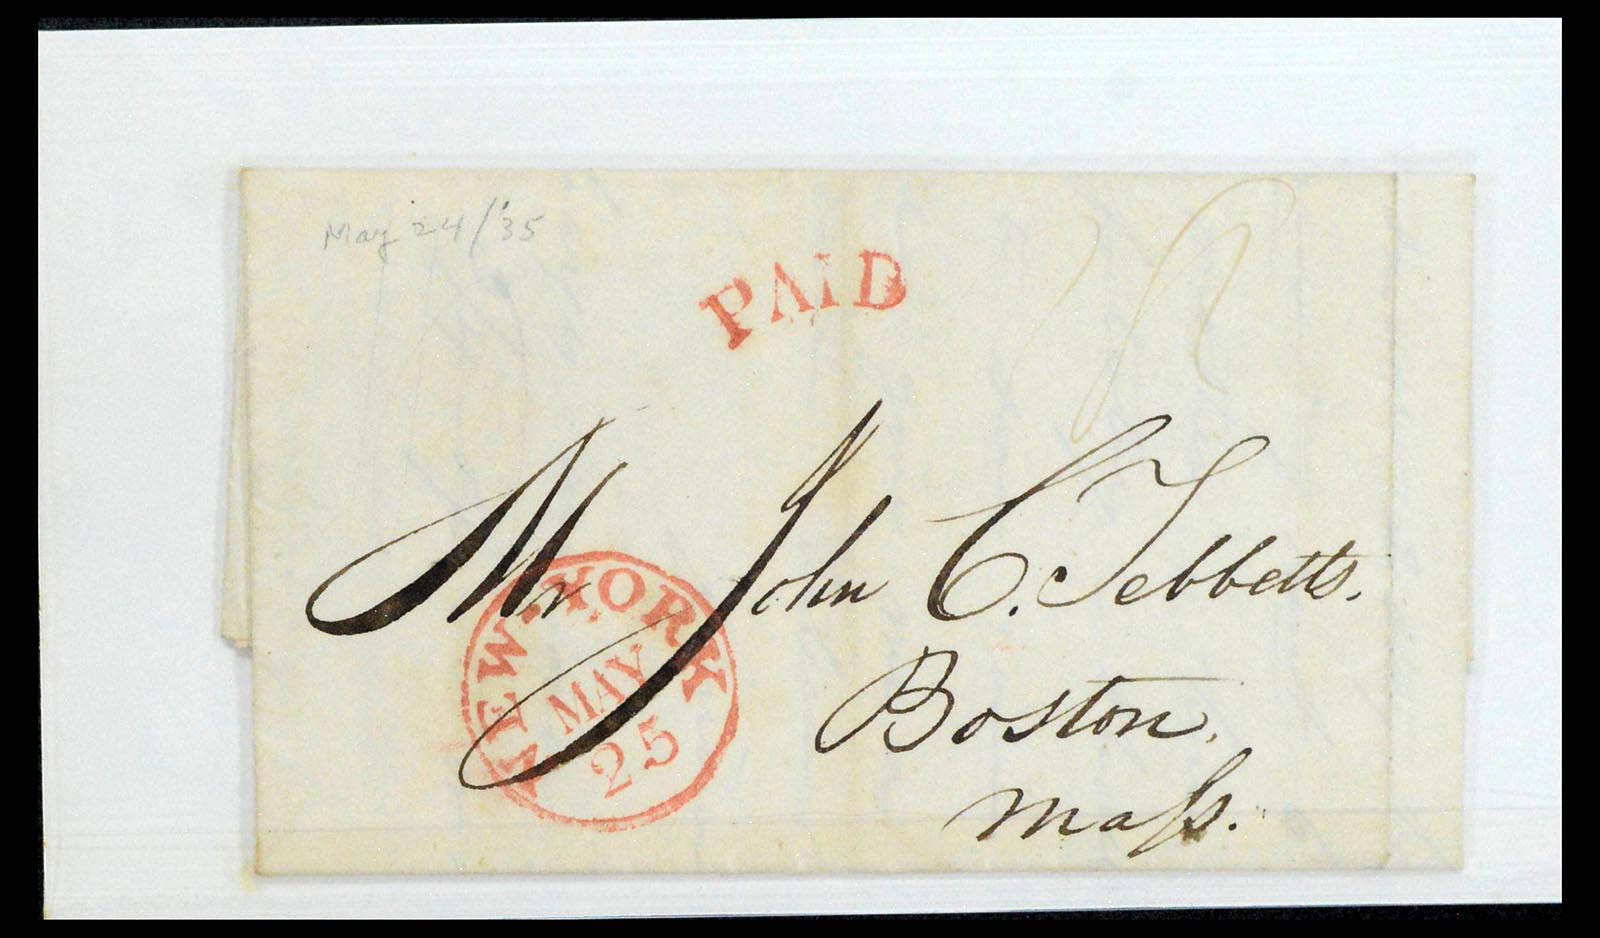 May 24/'35
PAID
Mr John C. Tebbetts.
NEW-YORK
MAY
25
Boston.
Maſs.